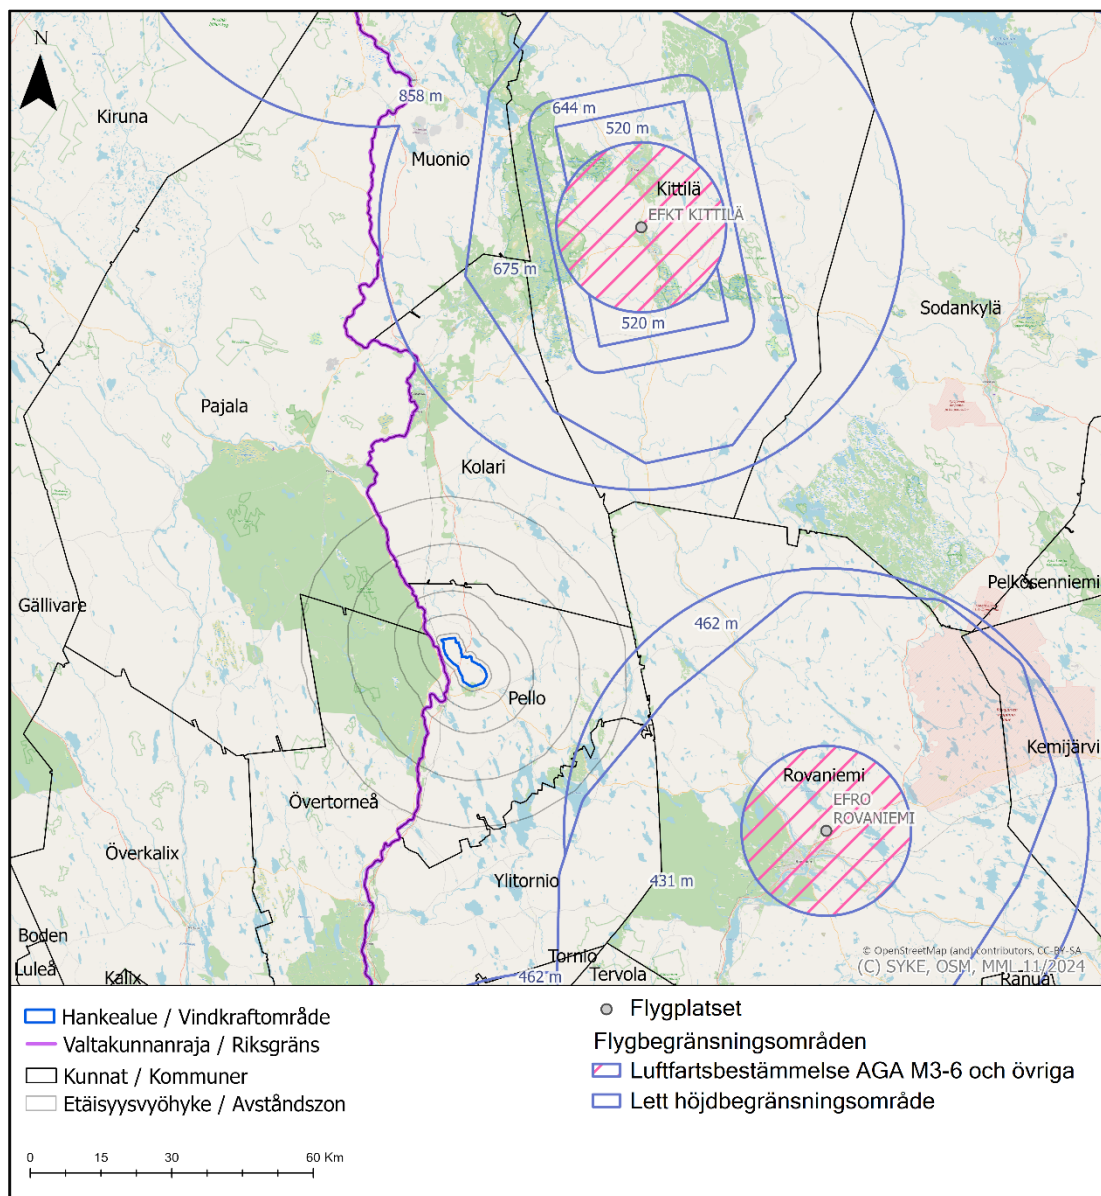 N
858 m
Kiruna
Muonio
644 m
520 m
Kittilä
EFKT KITTILÄ
675 m
520 m
Sodankylä
Pajala
Kolari
Gällivare
Pelkosenniemi
462 m
Pello
Kemijärvi
Övertorneå
Rovaniemi
EFRO
ROVANIEMI
Överkalix
Ylitornio
431 m
Boden
Luleå
Kalix
462 m
Tornio
Tervola
© OpenStreetMap (and) contributors, CC-BY-SA
(C) SYKE, OSM, MML 11/2024
Ranua
Hankealue / Vindkraftområde
Valtakunnanraja / Riksgräns
Kunnat / Kommuner
Etäisyysvyöhyke / Avståndszon
0 15 30 60 Km
Flygplatset
Flygbegränsningsområden
Luftfartsbestämmelse AGA M3-6 och övriga
Lett höjdbegränsningsområde